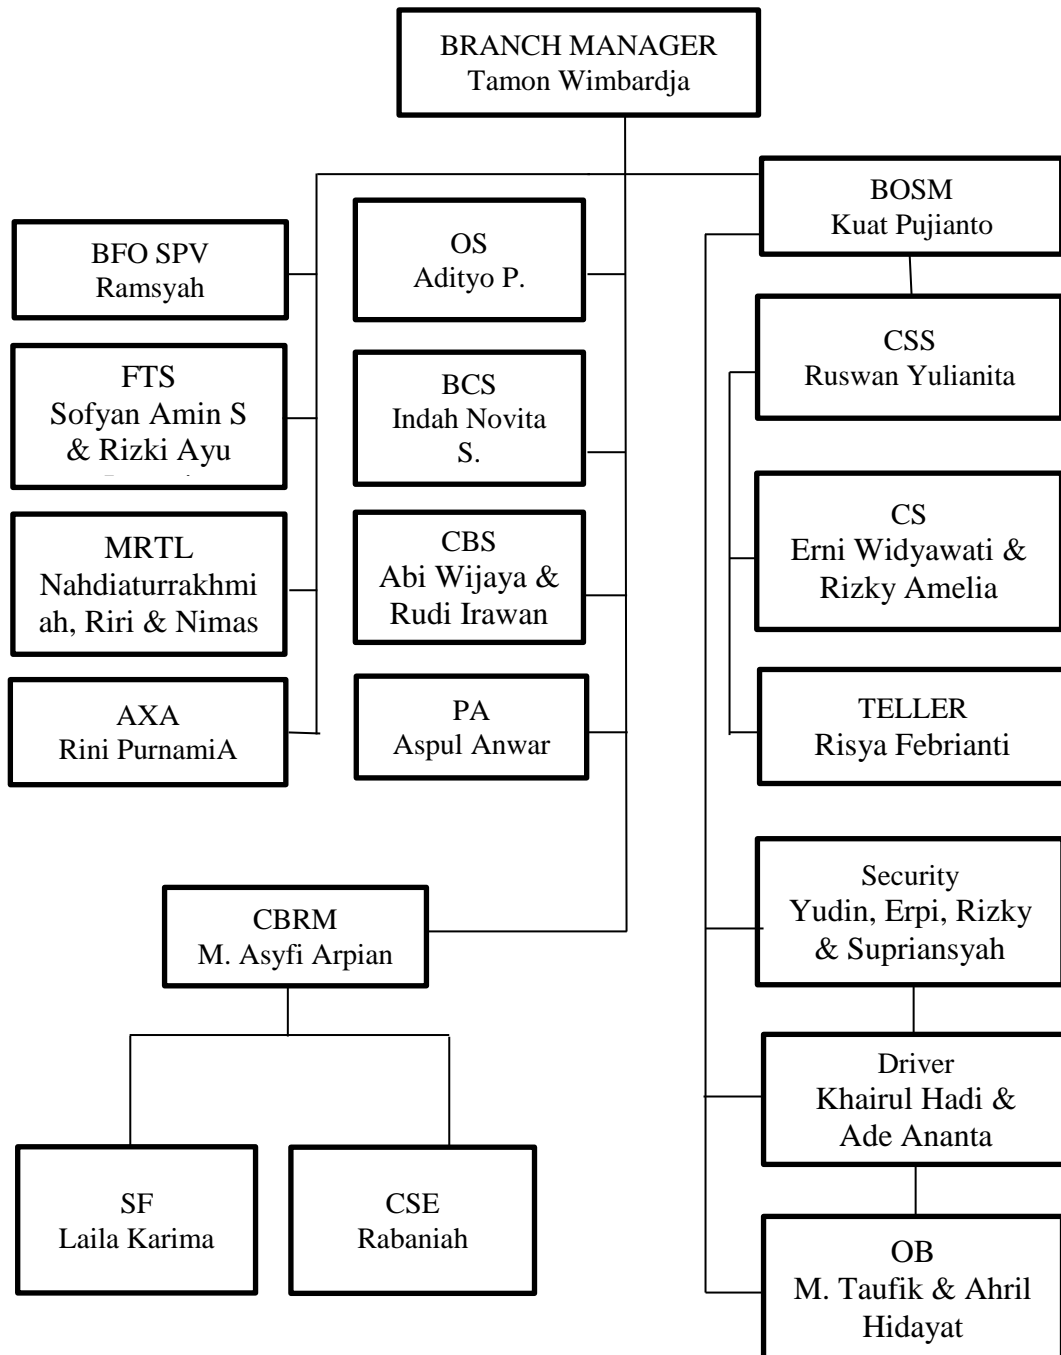 BRANCH MANAGER
Tamon Wimbardja
BOSM
Kuat Pujianto
BFO SPV
Ramsyah
OS
Adityo P.
CSS
Ruswan Yulianita
FTS
Sofyan Amin S
& Rizki Ayu
BCS
Indah Novita
S.
CS
Erni Widyawati &
Rizky Amelia
MRTL
Nahdiaturrakhmi
ah, Riri & Nimas
CBS
Abi Wijaya &
Rudi Irawan
AXA
Rini PurnamiA
PA
Aspul Anwar
TELLER
Risya Febrianti
Security
Yudin, Erpi, Rizky
& Supriansyah
CBRM
M. Asyfi Arpian
Driver
Khairul Hadi &
Ade Ananta
SF
Laila Karima
CSE
Rabaniah
OB
M. Taufik & Ahril
Hidayat